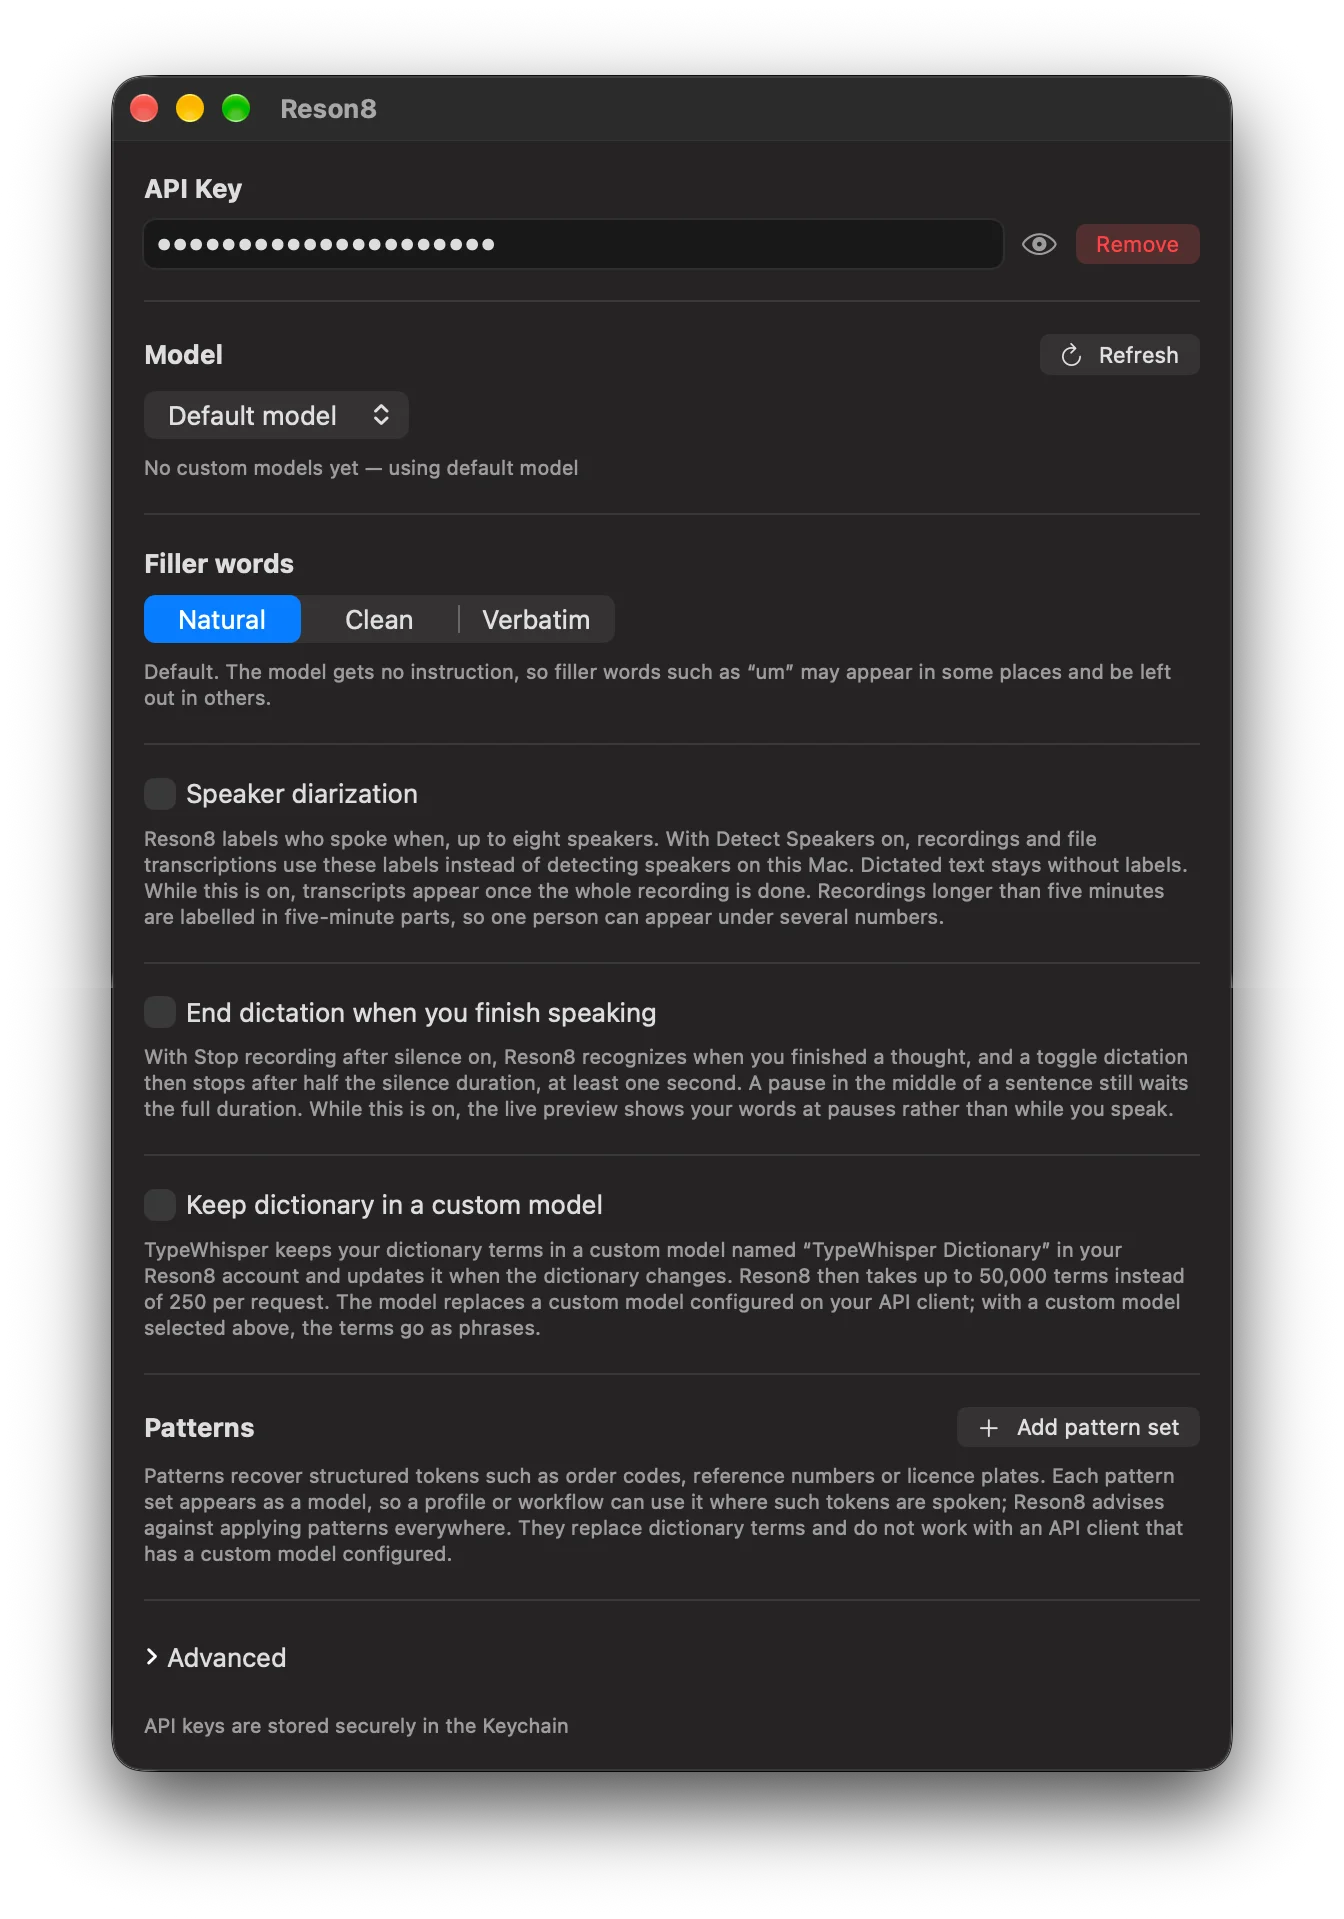 Reson8
API Key
●●●●●●●●●●●●●●●●●●●●●
Remove
Model
Refresh
Default model
No custom models yet — using default model
Filler words
Natural
Clean
Verbatim
Default. The model gets no instruction, so filler words such as “um” may appear in some places and be left
out in others.
Speaker diarization
Reson8 labels who spoke when, up to eight speakers. With Detect Speakers on, recordings and file
transcriptions use these labels instead of detecting speakers on this Mac. Dictated text stays without labels.
While this is on, transcripts appear once the whole recording is done. Recordings longer than five minutes
are labelled in five-minute parts, so one person can appear under several numbers.
End dictation when you finish speaking
With Stop recording after silence on, Reson8 recognizes when you finished a thought, and a toggle dictation
then stops after half the silence duration, at least one second. A pause in the middle of a sentence still waits
the full duration. While this is on, the live preview shows your words at pauses rather than while you speak.
Keep dictionary in a custom model
TypeWhisper keeps your dictionary terms in a custom model named “TypeWhisper Dictionary” in your
Reson8 account and updates it when the dictionary changes. Reson8 then takes up to 50,000 terms instead
of 250 per request. The model replaces a custom model configured on your API client; with a custom model
selected above, the terms go as phrases.
Patterns
Add pattern set
Patterns recover structured tokens such as order codes, reference numbers or licence plates. Each pattern
set appears as a model, so a profile or workflow can use it where such tokens are spoken; Reson8 advises
against applying patterns everywhere. They replace dictionary terms and do not work with an API client that
has a custom model configured.
Advanced
API keys are stored securely in the Keychain